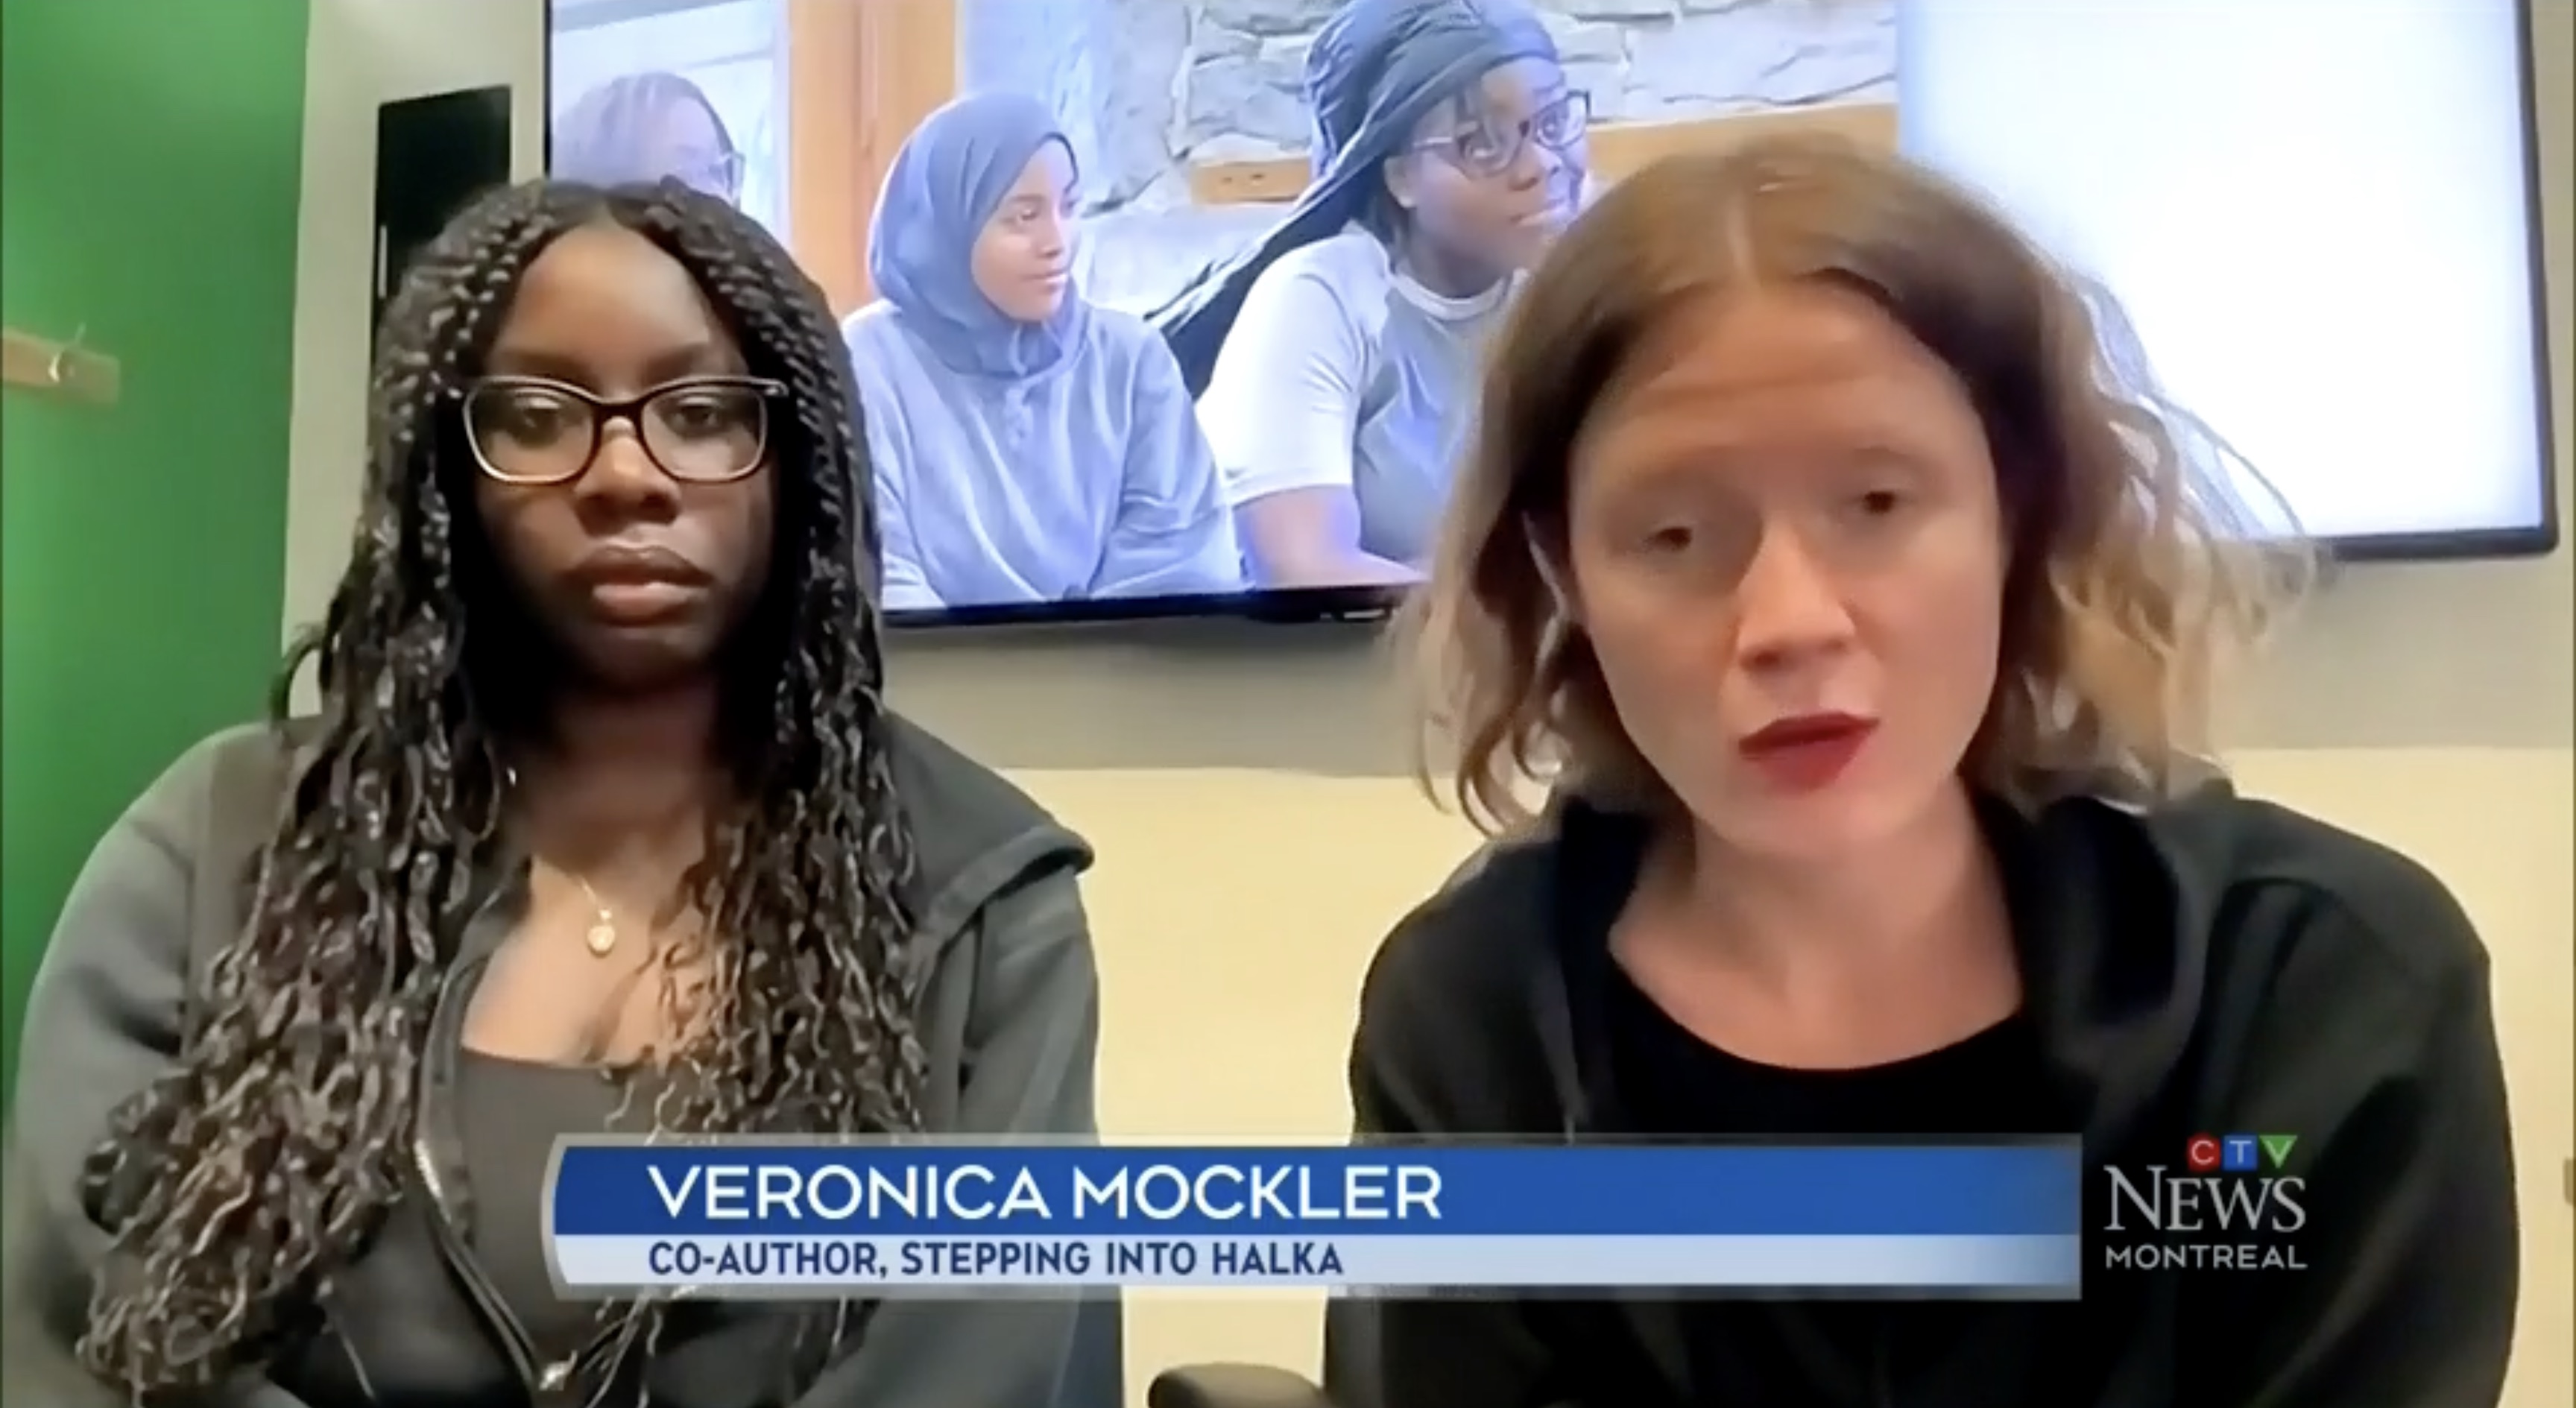 VERONICA MOCKLER
CO-AUTHOR, STEPPING INTO HALKA
CTV
NEWS
MONTREAL